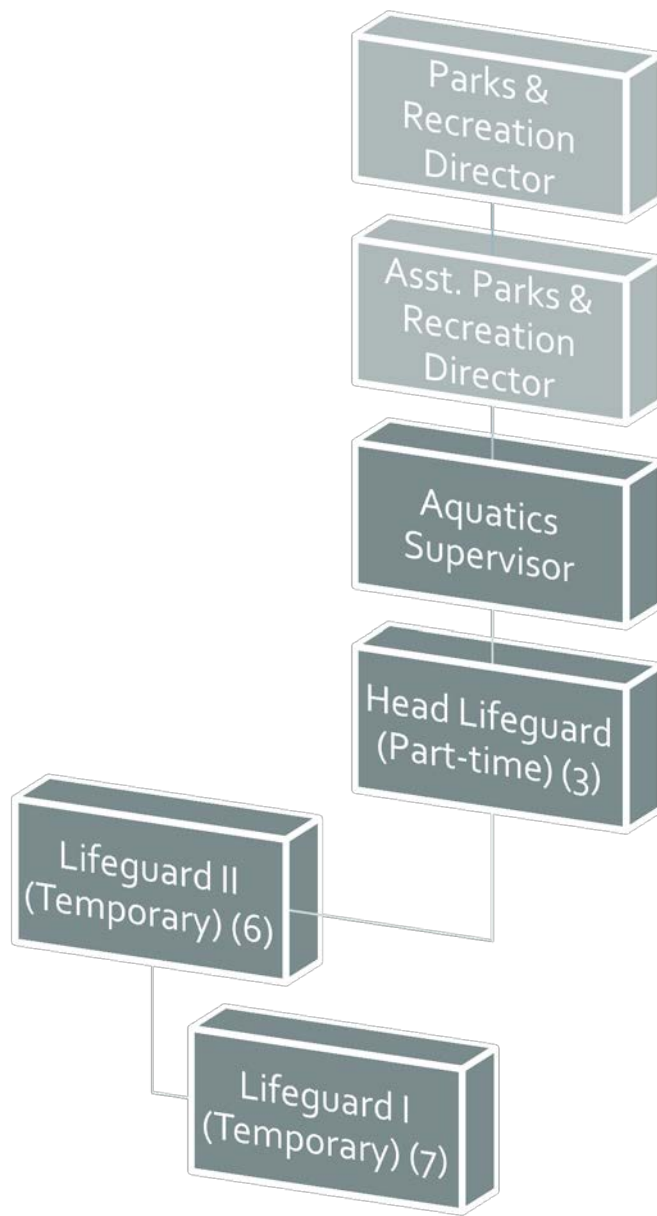 Parks &
Recreation
Director
Asst. Parks &
Recreation
Director
Aquatics
Supervisor
Head Lifeguard
(Part-time) (3)
Lifeguard II
(Temporary) (6)
Lifeguard I
(Temporary) (7)